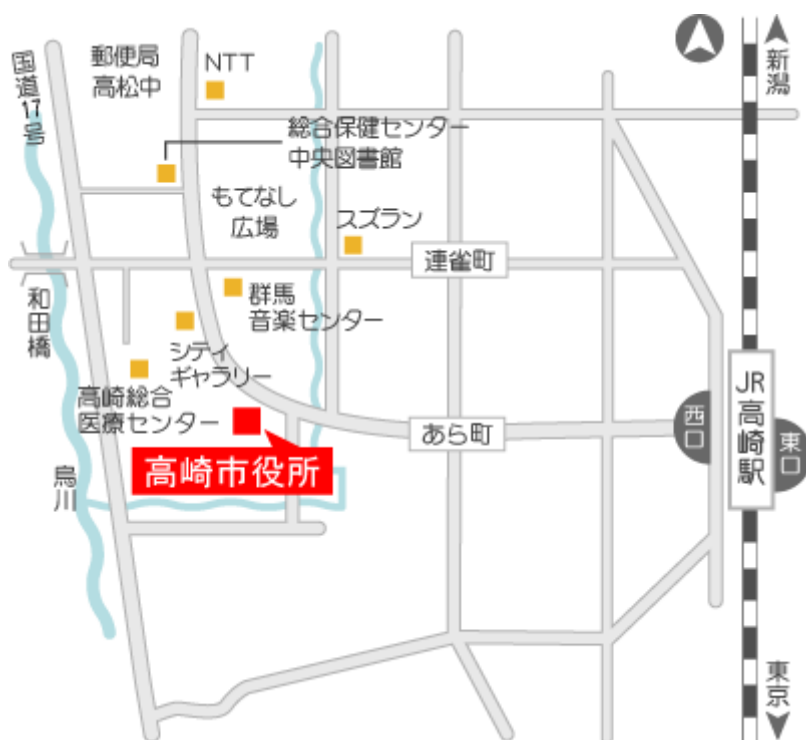 国道17号
郵便局
高松中
NTT
新潟
総合保健センター
中央図書館
もてなし
広場
スズラン
連雀町
和田橋
群馬
音楽センター
シティ
ギャラリー
高崎総合
医療センター
あら町
西口
JR高崎駅
東口
高崎市役所
烏川
東京